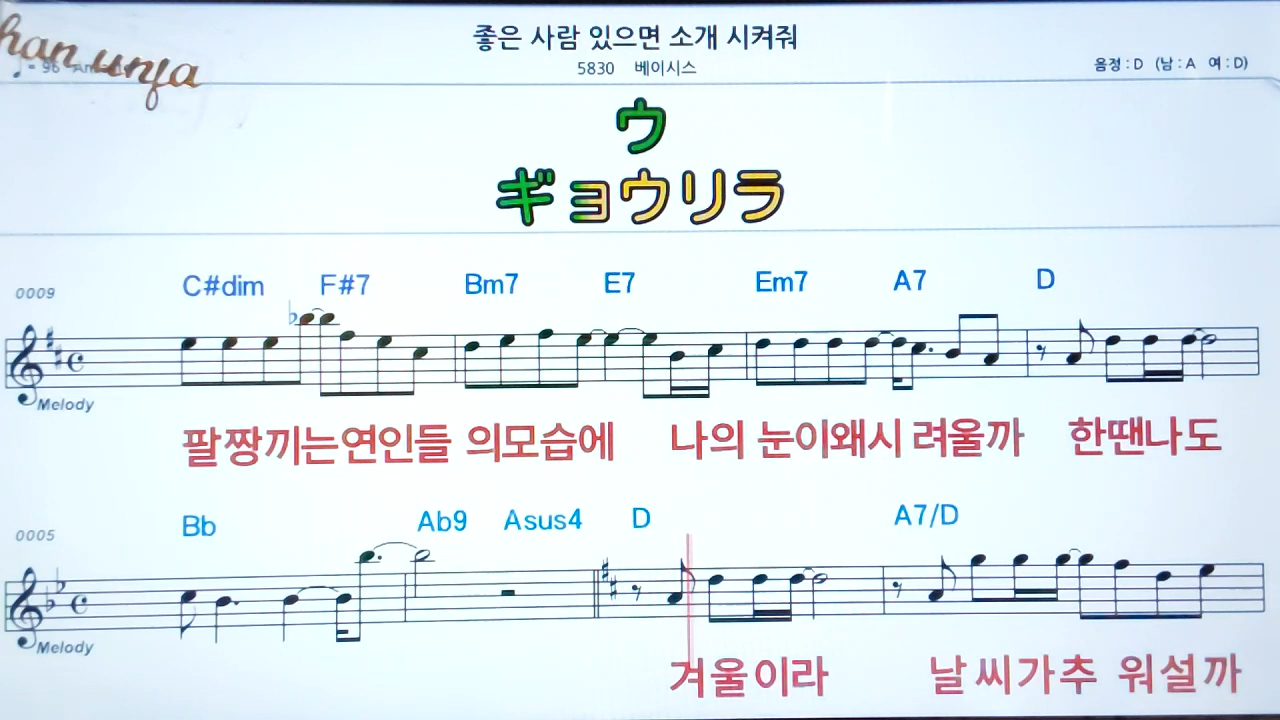 han unja
좋은 사람 있으면 소개 시켜줘
5830 베이시스
음정 : D (남 : A 여 : D)
♩ = 96
ウ
ギョウリラ
0009
C#dim F#7 Bm7 E7 Em7 A7 D
Melody
팔짱끼는연인들 의모습에 나의 눈이왜시 려울까 한땐나도
0005
Bb Ab9 Asus4 D A7/D
Melody
겨울이라 날씨가추 워설까